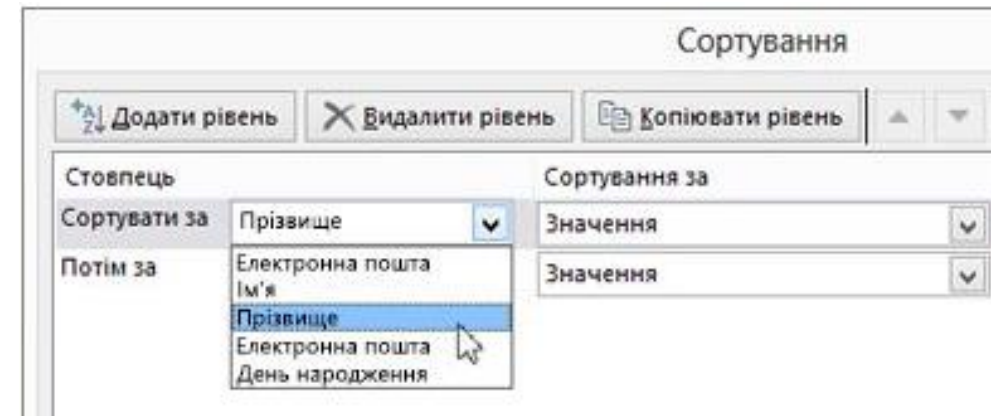 Сортування
Додати рівень Видалити рівень Копіювати рівень
Стовпець Сортування за
Сортувати за Прізвище Значення
Потім за Електронна пошта Значення
Ім'я
Прізвище
Електронна пошта
День народження